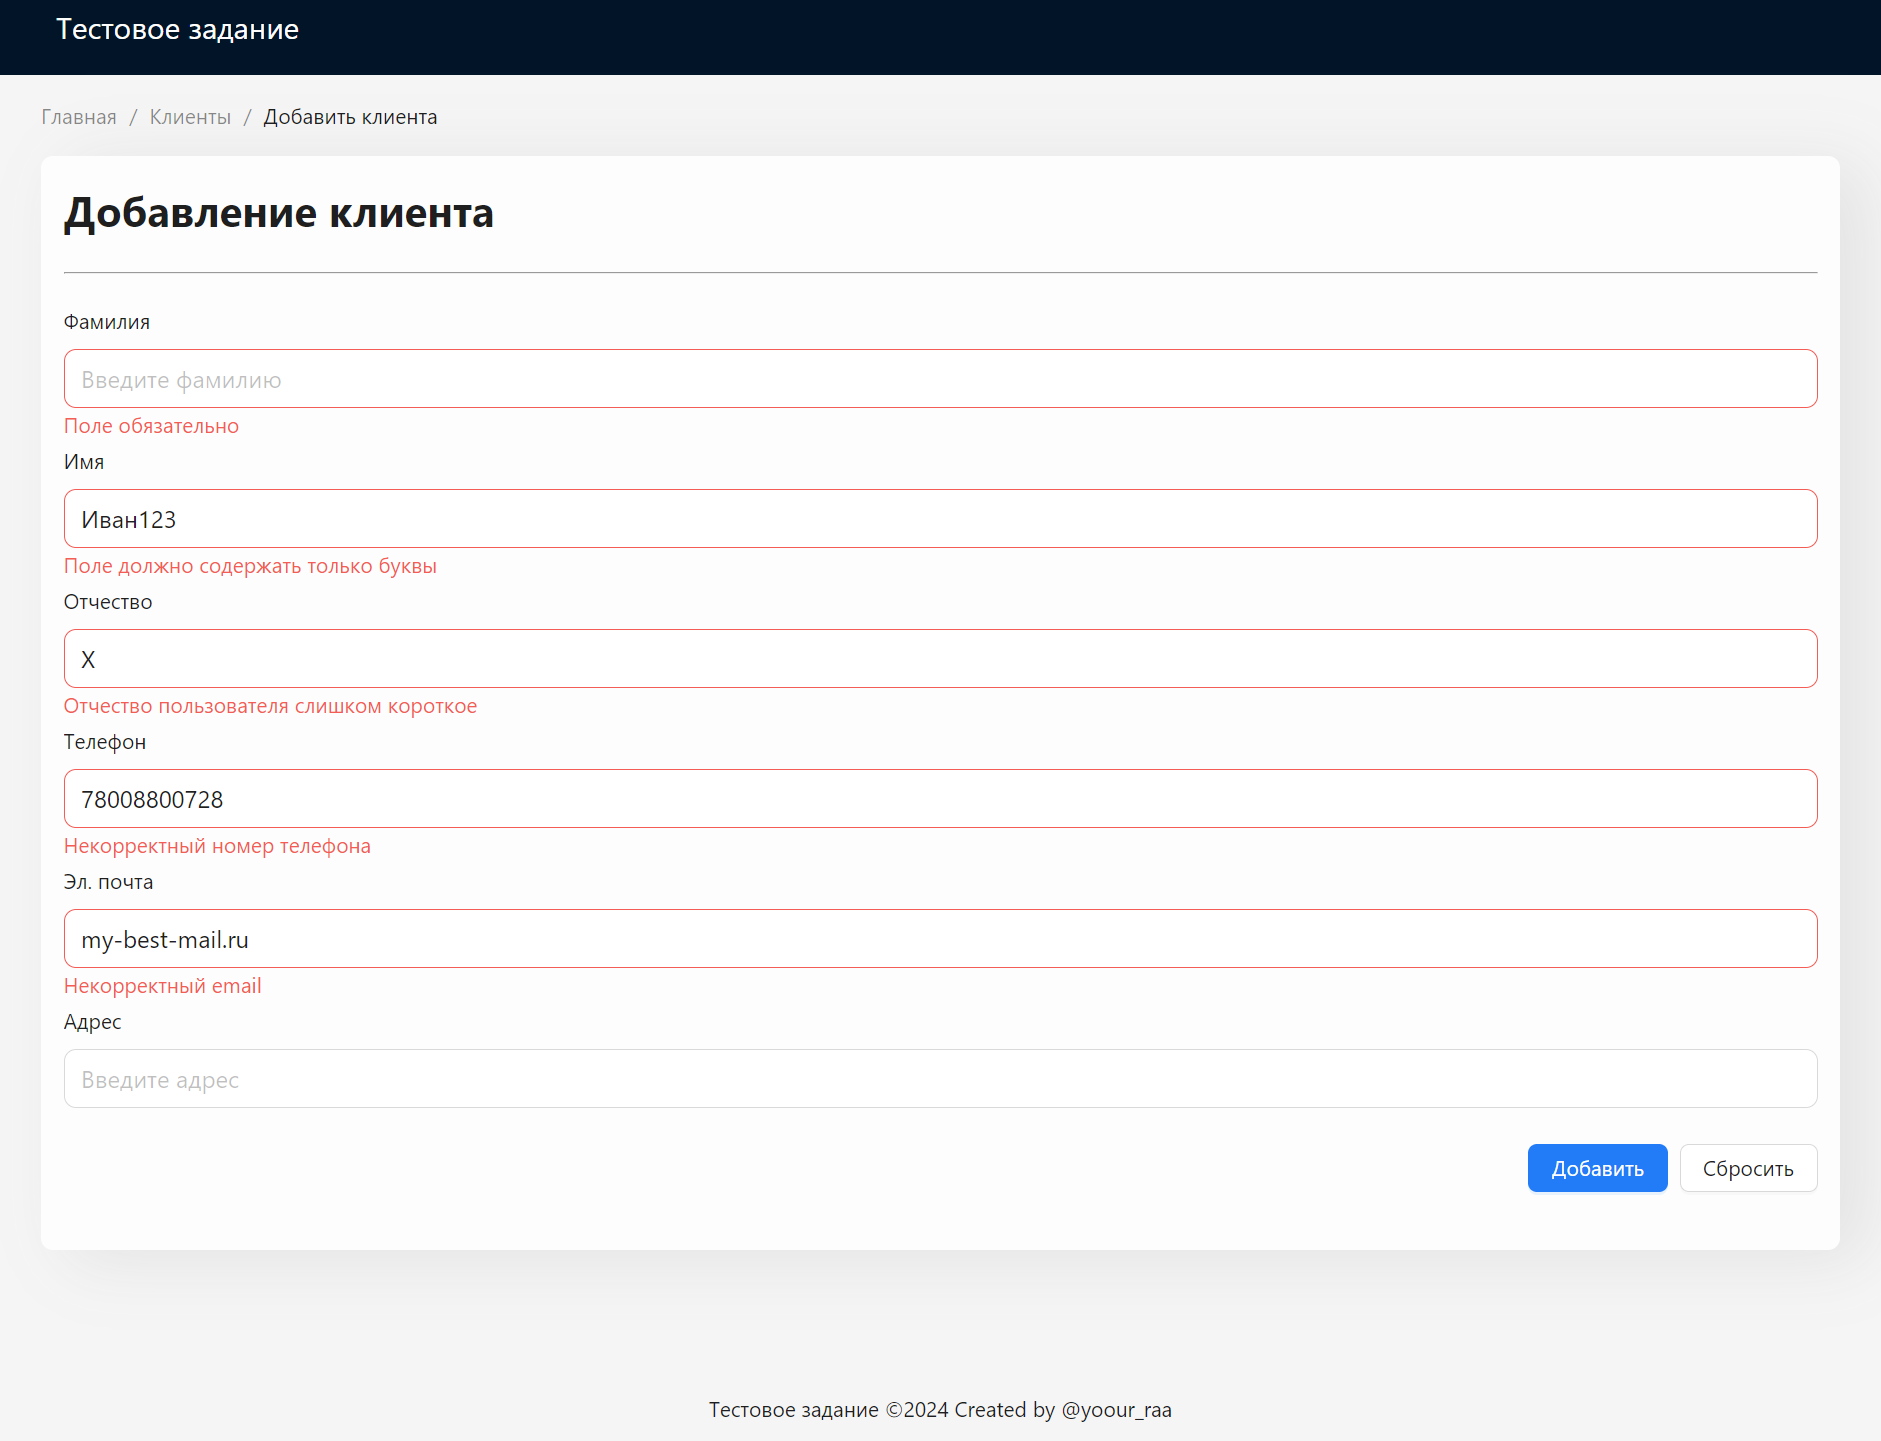 Тестовое задание
Главная / Клиенты / Добавить клиента
Добавление клиента
Фамилия
Введите фамилию
Поле обязательно
Имя
Иван123
Поле должно содержать только буквы
Отчество
Х
Отчество пользователя слишком короткое
Телефон
78008800728
Некорректный номер телефона
Эл. почта
my-best-mail.ru
Некорректный email
Адрес
Введите адрес
Добавить Сбросить
Тестовое задание ©2024 Created by @yoour_raa